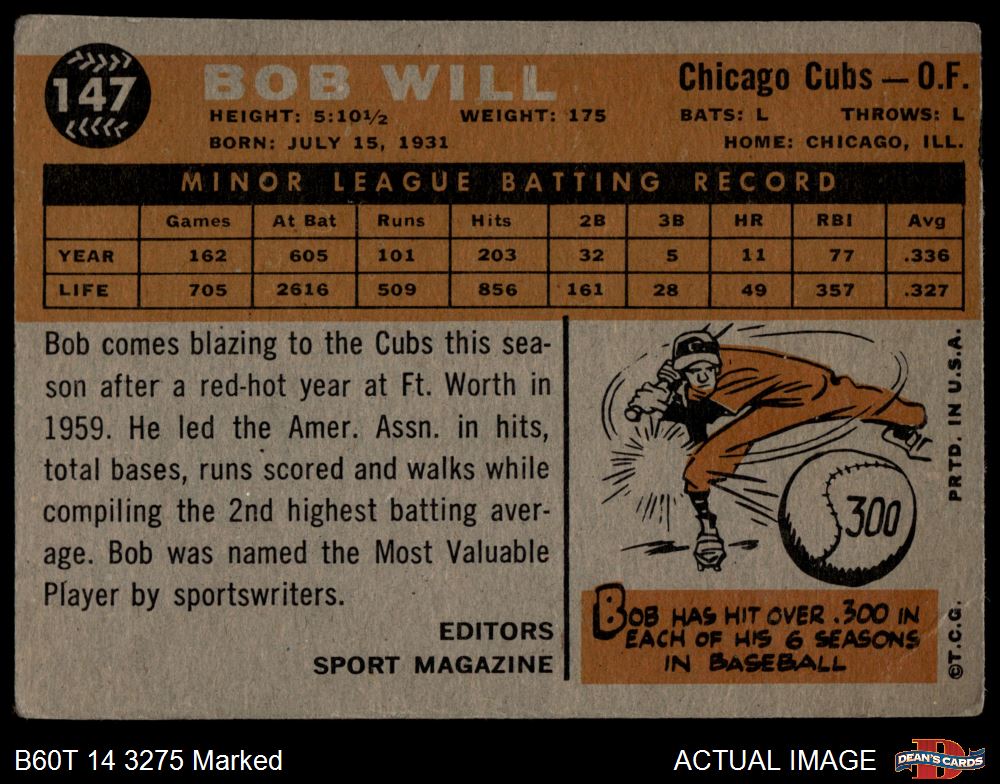 147
BOB WILL
Chicago Cubs — O.F.
HEIGHT: 5:10½ WEIGHT: 175 BATS: L THROWS: L
BORN: JULY 15, 1931 HOME: CHICAGO, ILL.
MINOR LEAGUE BATTING RECORD
Games At Bat Runs Hits 2B 3B HR RBI Avg
YEAR 162 605 101 203 32 5 11 77 .336
LIFE 705 2616 509 856 161 28 49 357 .327
Bob comes blazing to the Cubs this sea-
son after a red-hot year at Ft. Worth in
1959. He led the Amer. Assn. in hits,
total bases, runs scored and walks while
compiling the 2nd highest batting aver-
age. Bob was named the Most Valuable
Player by sportswriters.
EDITORS
SPORT MAGAZINE
300
BOB HAS HIT OVER .300 IN
EACH OF HIS 6 SEASONS
IN BASEBALL
PRTD. IN U.S.A.
©T.C.G.
B60T 14 3275 Marked
ACTUAL IMAGE
D
DEAN'S CARDS